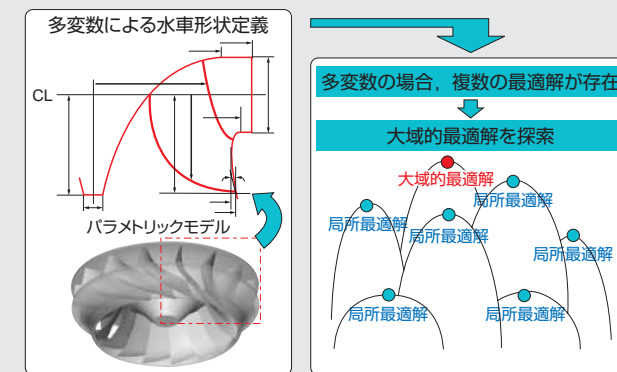 多変数による水車形状定義
CL
パラメトリックモデル
多変数の場合，複数の最適解が存在
大域的最適解を探索
大域的最適解
局所最適解
局所最適解
局所最適解
局所最適解
局所最適解
局所最適解